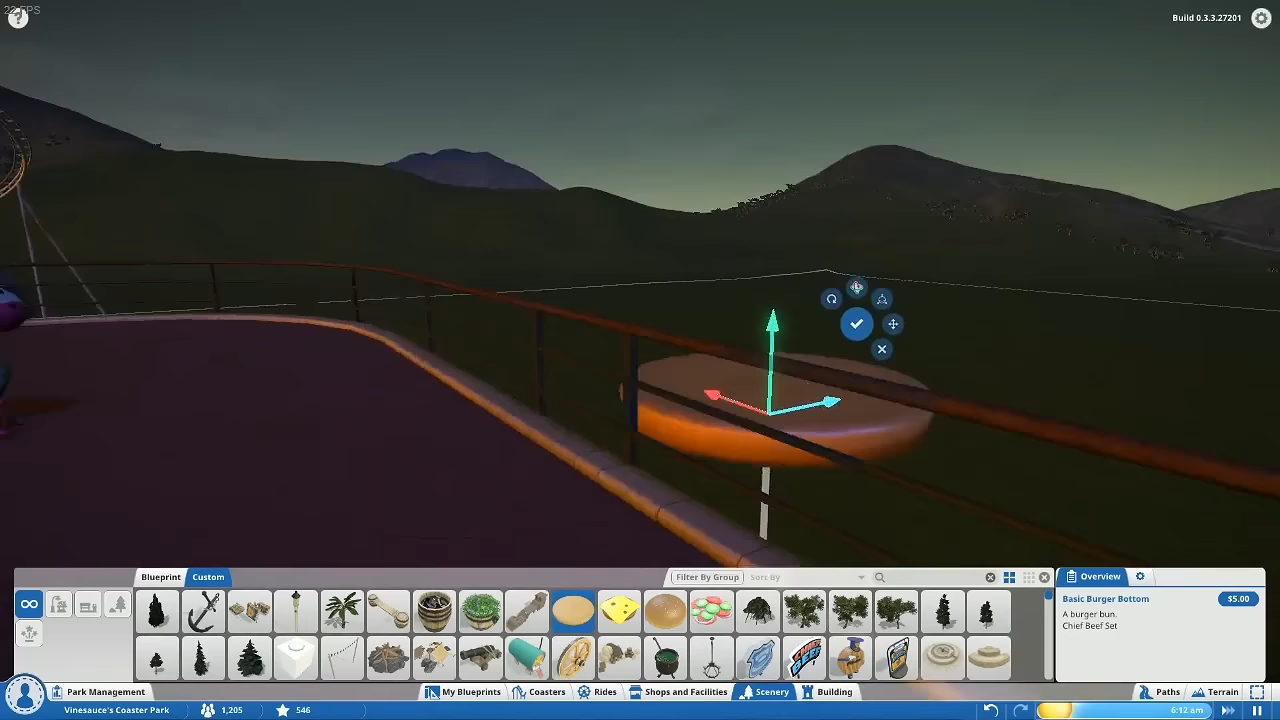 22 FPS
?
Build 0.3.3.27201
Blueprint
Custom
Filter By Group
Sort By
Overview
Basic Burger Bottom
$5.00
A burger bun.
Chief Beef Set
Park Management
My Blueprints
Coasters
Rides
Shops and Facilities
Scenery
Building
Paths
Terrain
Vinesauce's Coaster Park
1,205
546
6:12 am